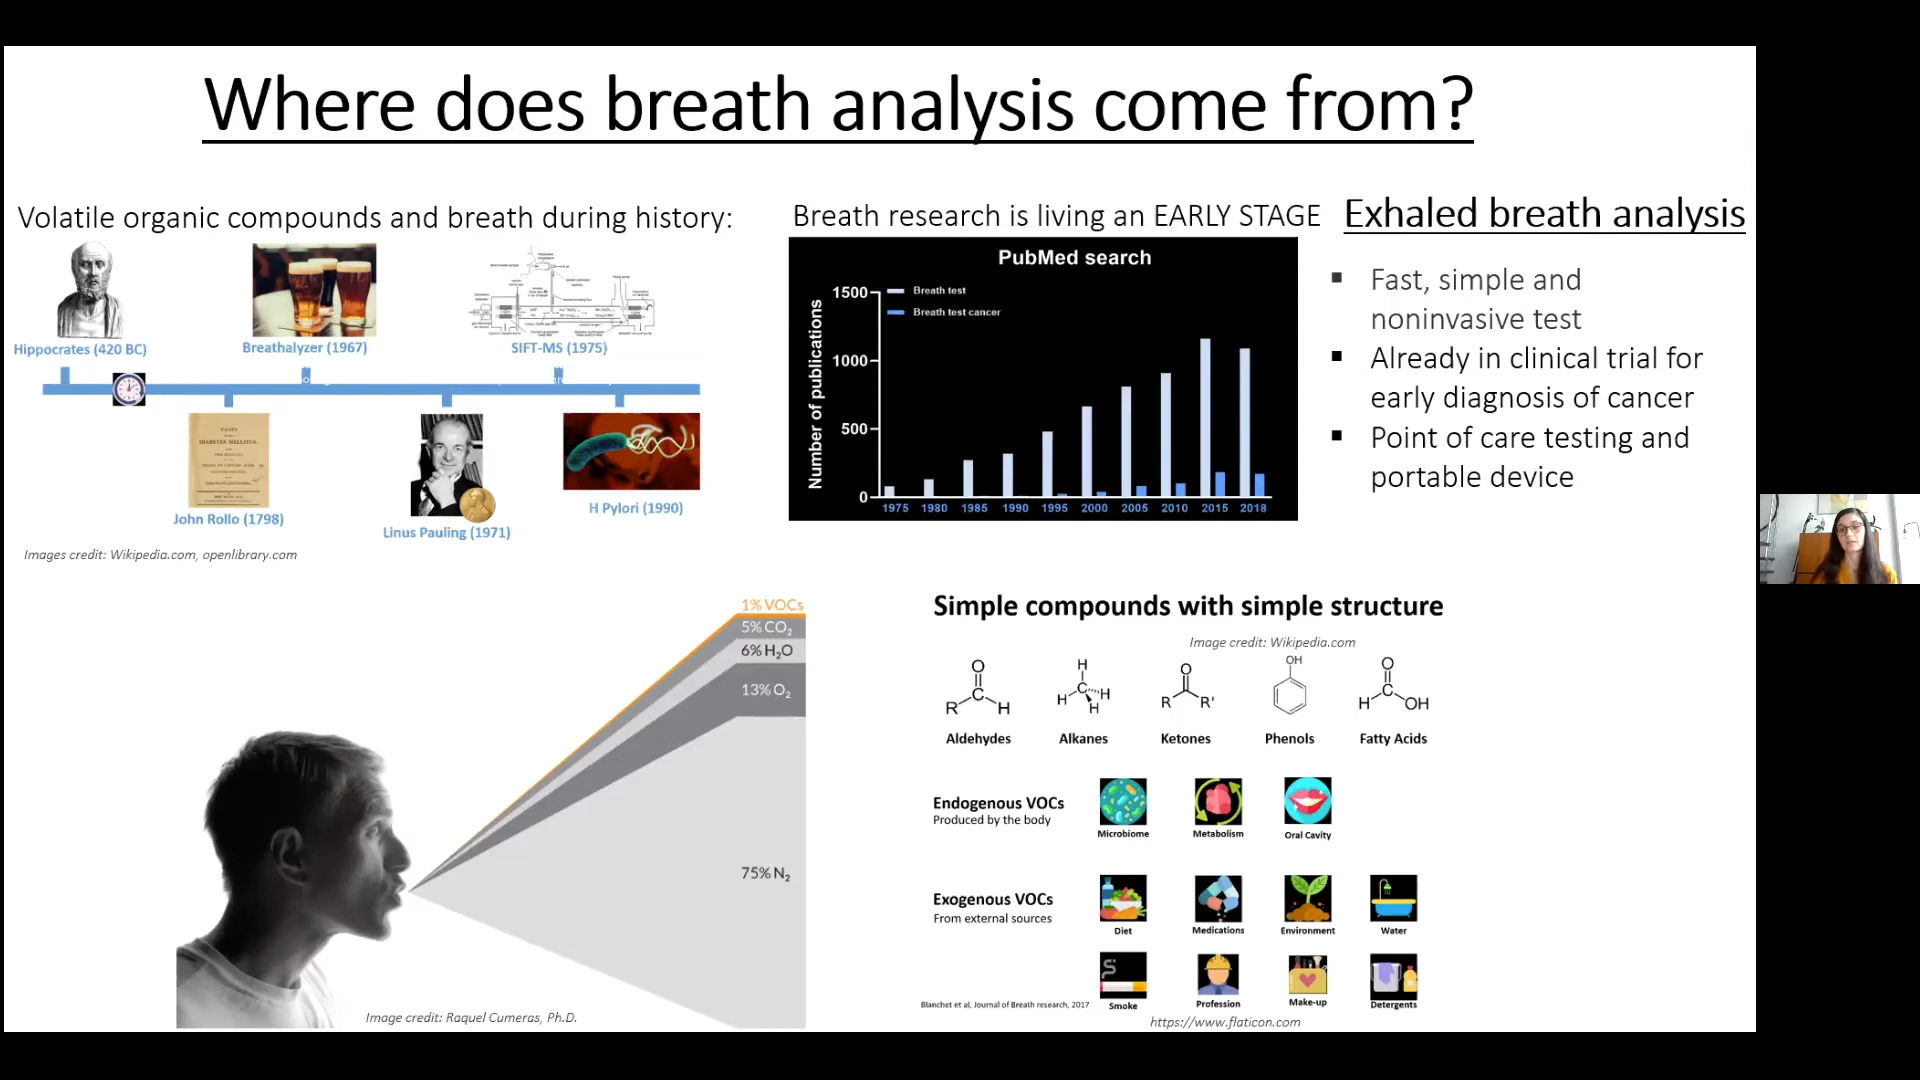 Where does breath analysis come from?
Volatile organic compounds and breath during history:
Hippocrates (420 BC)
Breathalyzer (1967)
SIFT-MS (1975)
DIABETES MELLITUS
John Rollo (1798)
Linus Pauling (1971)
H Pylori (1990)
Images credit: Wikipedia.com, openlibrary.com
Breath research is living an EARLY STAGE
PubMed search
Number of publications
1500
1000
500
0
Breath test
Breath test cancer
1975 1980 1985 1990 1995 2000 2005 2010 2015 2018
Exhaled breath analysis
▪ Fast, simple and
noninvasive test
▪ Already in clinical trial for
early diagnosis of cancer
▪ Point of care testing and
portable device
1% VOCs
5% CO₂
6% H₂O
13% O₂
75% N₂
Image credit: Raquel Cumeras, Ph.D.
Simple compounds with simple structure
Image credit: Wikipedia.com
O
C
R H
H
C H
H H
O
R R'
OH
O
C
H OH
Aldehydes Alkanes Ketones Phenols Fatty Acids
Endogenous VOCs
Produced by the body
Microbiome Metabolism Oral Cavity
Exogenous VOCs
From external sources
Diet Medications Environment Water
Smoke Profession Make-up Detergents
Blanchet et al, Journal of Breath research, 2017
https://www.flaticon.com